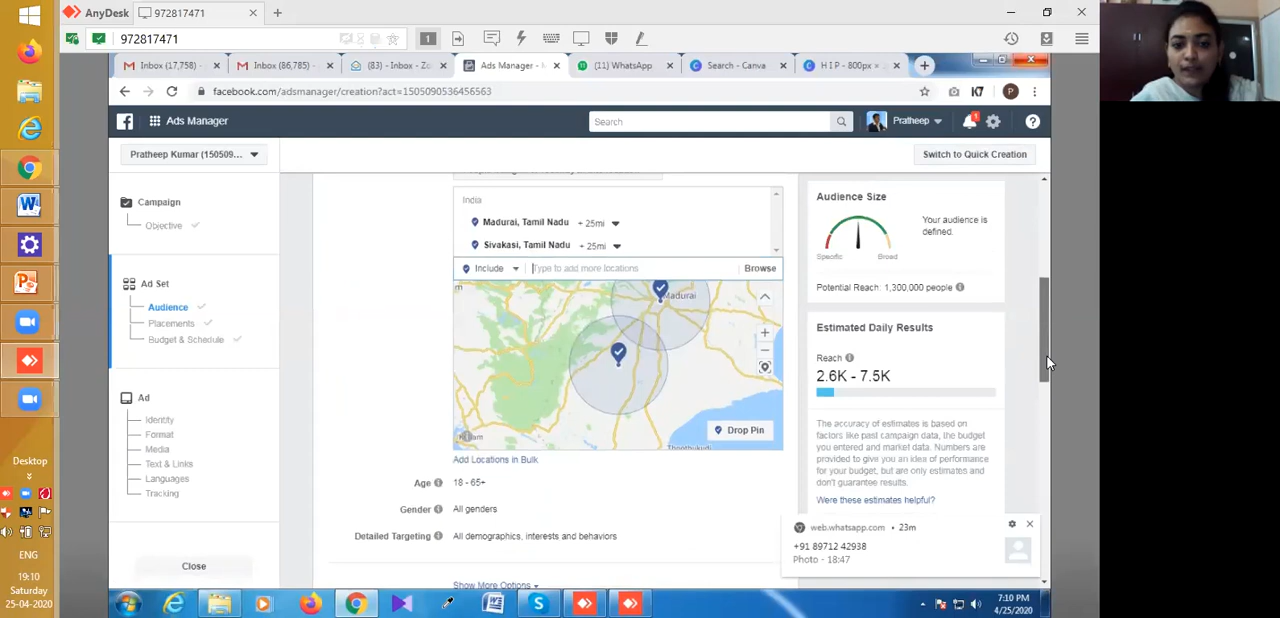 AnyDesk
972817471
972817471
1
Inbox (17,758) -
Inbox (86,785) -
(83) - Inbox - Zo
Ads Manager - M
(11) WhatsApp
Search - Canva
H I P - 800px ×
facebook.com/adsmanager/creation?act=1505090536456563
K7
P
Ads Manager
Search
Pratheep
1
Pratheep Kumar (150509...
Switch to Quick Creation
Campaign
Objective
Ad Set
Audience
Placements
Budget & Schedule
Ad
Identity
Format
Media
Text & Links
Languages
Tracking
Close
India
Madurai, Tamil Nadu + 25mi
Sivakasi, Tamil Nadu + 25mi
Include
Type to add more locations
Browse
Madurai
Drop Pin
Add Locations in Bulk
Age
18 - 65+
Gender
All genders
Detailed Targeting
All demographics, interests and behaviors
Show More Options
Audience Size
Your audience is
defined.
Specific
Broad
Potential Reach: 1,300,000 people
Estimated Daily Results
Reach
2.6K - 7.5K
The accuracy of estimates is based on
factors like past campaign data, the budget
you entered and market data. Numbers are
provided to give you an idea of performance
for your budget, but are only estimates and
don't guarantee results.
Were these estimates helpful?
web.whatsapp.com • 23m
+91 89712 42938
Photo - 18:47
Desktop
ENG
19:10
Saturday
25-04-2020
7:10 PM
4/25/2020